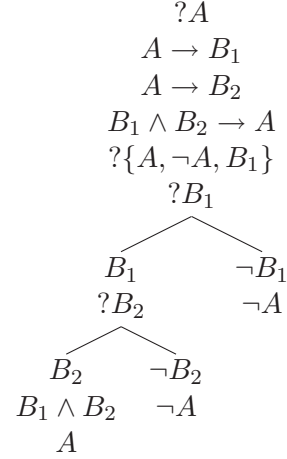 ?A
A → B₁
A → B₂
B₁ ∧ B₂ → A
?{A, ¬A, B₁}
?B₁
B₁ ¬B₁
?B₂ ¬A
B₂ ¬B₂
B₁ ∧ B₂ ¬A
A